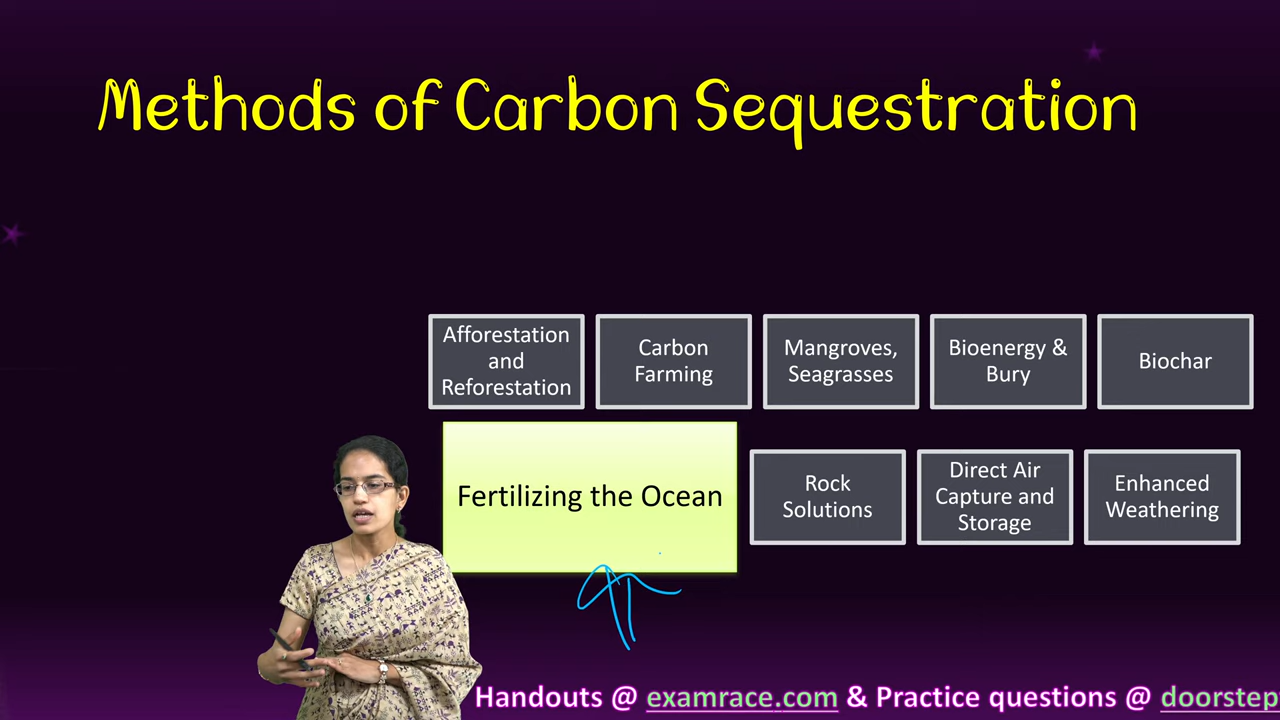 Methods of Carbon Sequestration
Afforestation
and
Reforestation
Carbon
Farming
Mangroves,
Seagrasses
Bioenergy &
Bury
Biochar
Fertilizing the Ocean
Rock
Solutions
Direct Air
Capture and
Storage
Enhanced
Weathering
Handouts @ examrace.com & Practice questions @ doorstep